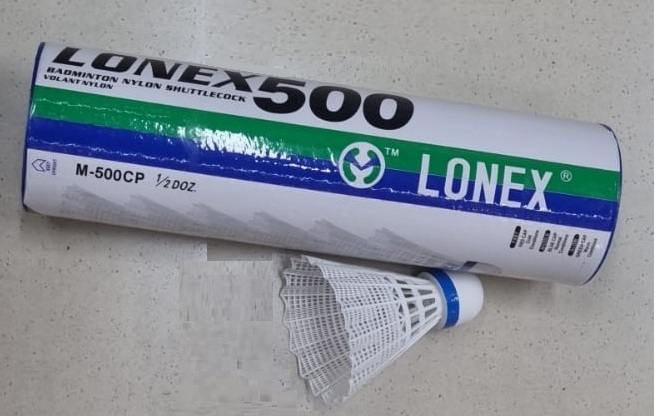 LONEX500
BADMINTON NYLON SHUTTLECOCK
VOLANT NYLON
TM
LONEX®
M-500CP 1/2 DOZ.